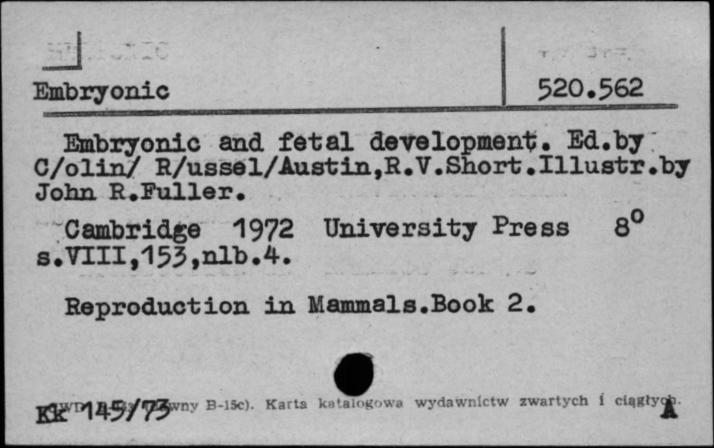 Embryonic 520.562
Embryonic and fetal development. Ed.by
C/olin/ R/ussel/Austin,R.V.Short.Illustr.by
John R.Fuller.
Cambridge 1972 University Press 8°
s.VIII,153,nlb.4.
Reproduction in Mammals.Book 2.
Kk 145/73 B-15c). Karta katalogowa wydawnictw zwartych i ciągłych. A